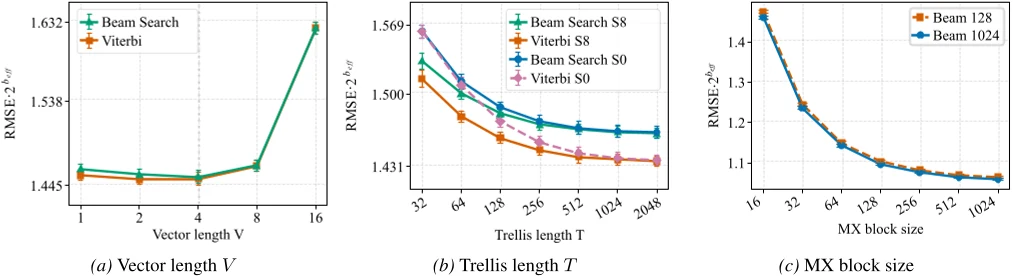 RMSE·2^b_eff
1.632
1.538
1.445
Beam Search
Viterbi
1
2
4
8
16
Vector length V
(a) Vector length V
RMSE·2^b_eff
1.569
1.500
1.431
Beam Search S8
Viterbi S8
Beam Search S0
Viterbi S0
32
64
128
256
512
1024
2048
Trellis length T
(b) Trellis length T
RMSE·2^b_eff
1.4
1.3
1.2
1.1
Beam 128
Beam 1024
16
32
64
128
256
512
1024
MX block size
(c) MX block size